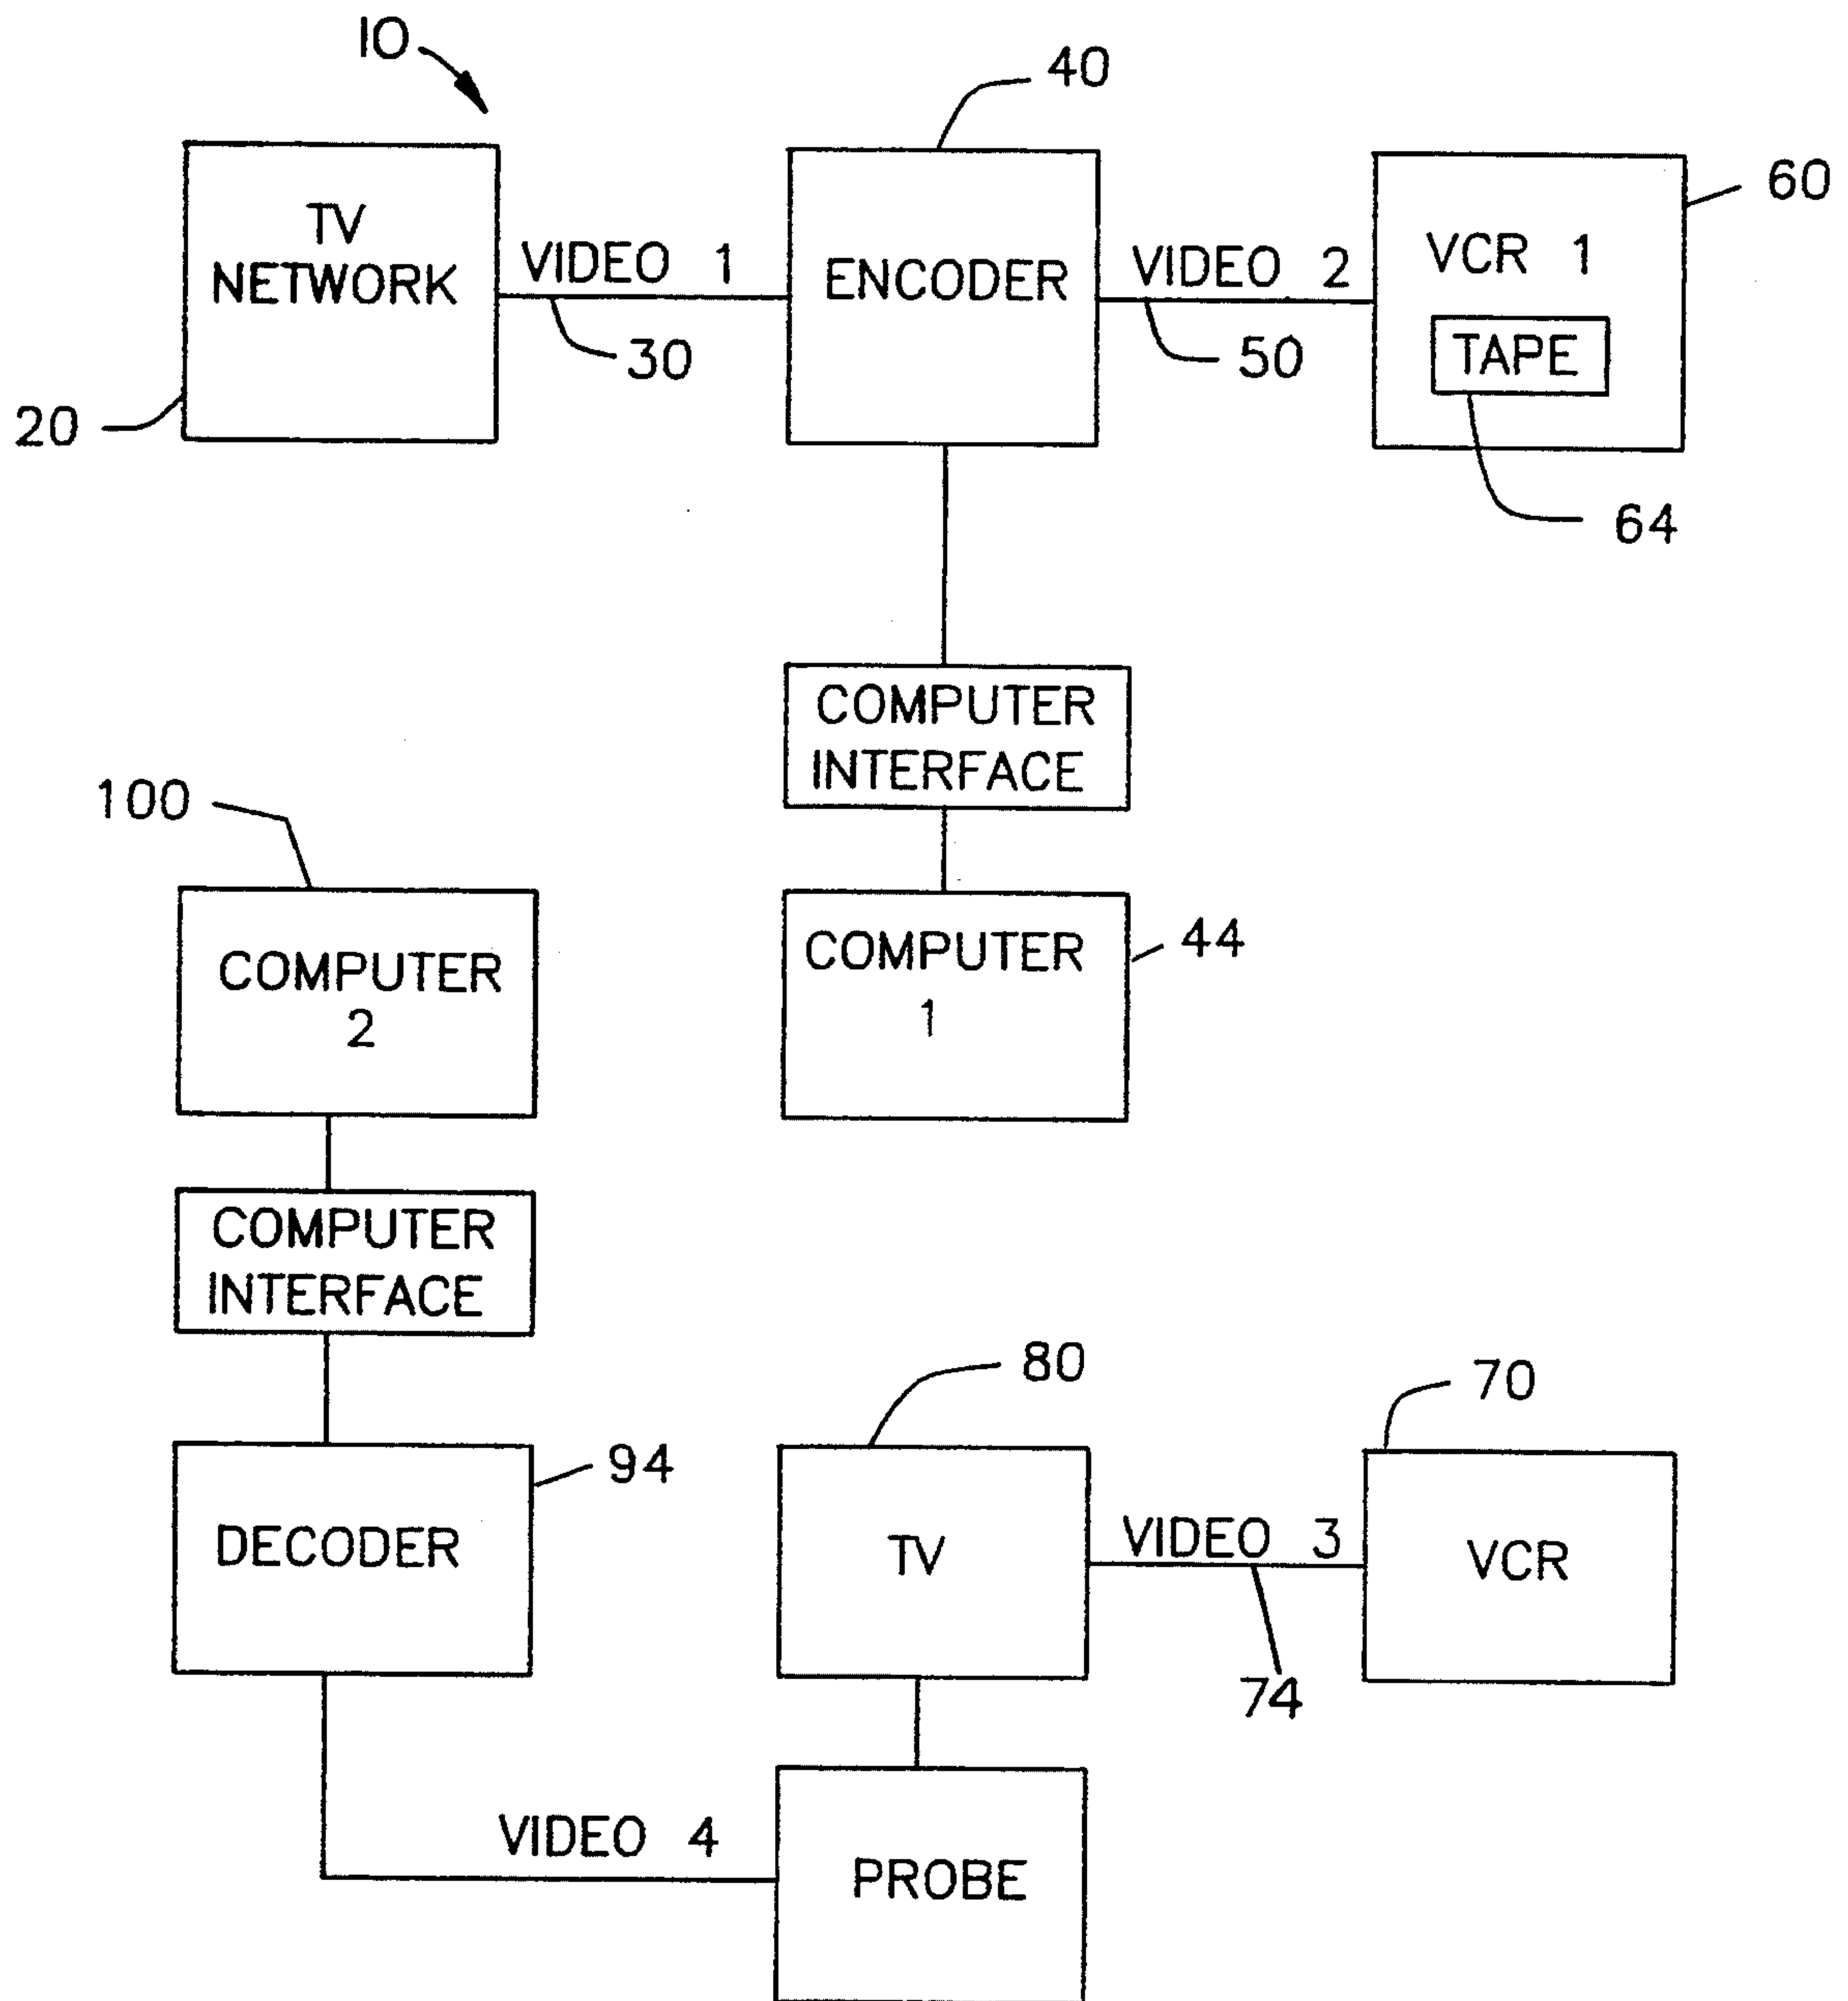 10
40
60
TV
NETWORK
VIDEO 1
ENCODER
VIDEO 2
VCR 1
TAPE
20
30
50
64
COMPUTER
INTERFACE
100
COMPUTER
1
44
COMPUTER
2
COMPUTER
INTERFACE
80
70
94
DECODER
TV
VIDEO 3
VCR
74
VIDEO 4
PROBE